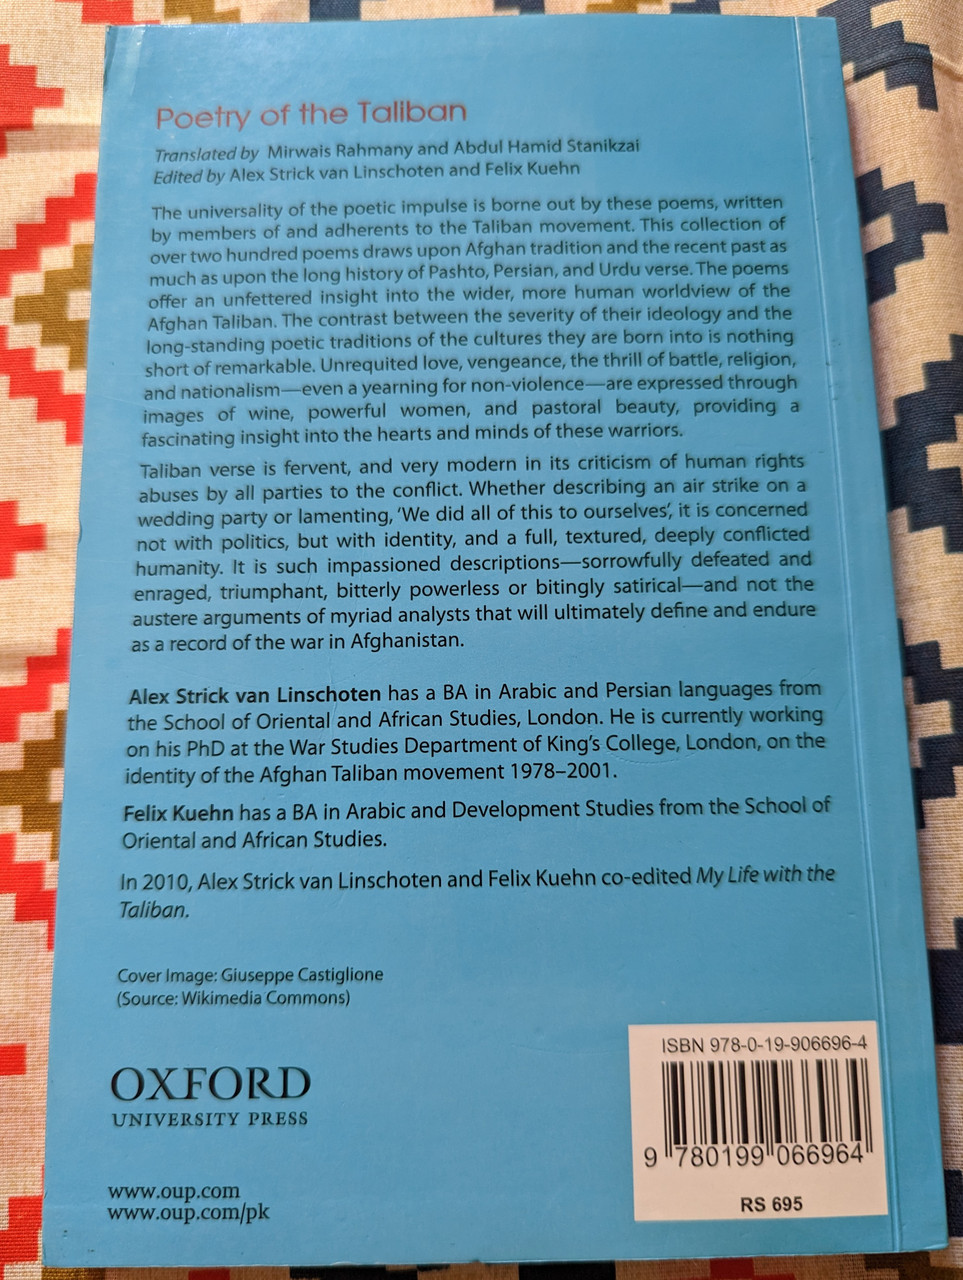 Poetry of the Taliban
Translated by Mirwais Rahmany and Abdul Hamid Stanikzai
Edited by Alex Strick van Linschoten and Felix Kuehn
The universality of the poetic impulse is borne out by these poems, written
by members of and adherents to the Taliban movement. This collection of
over two hundred poems draws upon Afghan tradition and the recent past as
much as upon the long history of Pashto, Persian, and Urdu verse. The poems
offer an unfettered insight into the wider, more human worldview of the
Afghan Taliban. The contrast between the severity of their ideology and the
long-standing poetic traditions of the cultures they are born into is nothing
short of remarkable. Unrequited love, vengeance, the thrill of battle, religion,
and nationalism—even a yearning for non-violence—are expressed through
images of wine, powerful women, and pastoral beauty, providing a
fascinating insight into the hearts and minds of these warriors.
Taliban verse is fervent, and very modern in its criticism of human rights
abuses by all parties to the conflict. Whether describing an air strike on a
wedding party or lamenting, ‘We did all of this to ourselves’, it is concerned
not with politics, but with identity, and a full, textured, deeply conflicted
humanity. It is such impassioned descriptions—sorrowfully defeated and
enraged, triumphant, bitterly powerless or bitingly satirical—and not the
austere arguments of myriad analysts that will ultimately define and endure
as a record of the war in Afghanistan.
Alex Strick van Linschoten has a BA in Arabic and Persian languages from
the School of Oriental and African Studies, London. He is currently working
on his PhD at the War Studies Department of King’s College, London, on the
identity of the Afghan Taliban movement 1978–2001.
Felix Kuehn has a BA in Arabic and Development Studies from the School of
Oriental and African Studies.
In 2010, Alex Strick van Linschoten and Felix Kuehn co-edited My Life with the
Taliban.
Cover Image: Giuseppe Castiglione
(Source: Wikimedia Commons)
OXFORD
UNIVERSITY PRESS
www.oup.com
www.oup.com/pk
ISBN 978-0-19-906696-4
9 780199 066964
RS 695